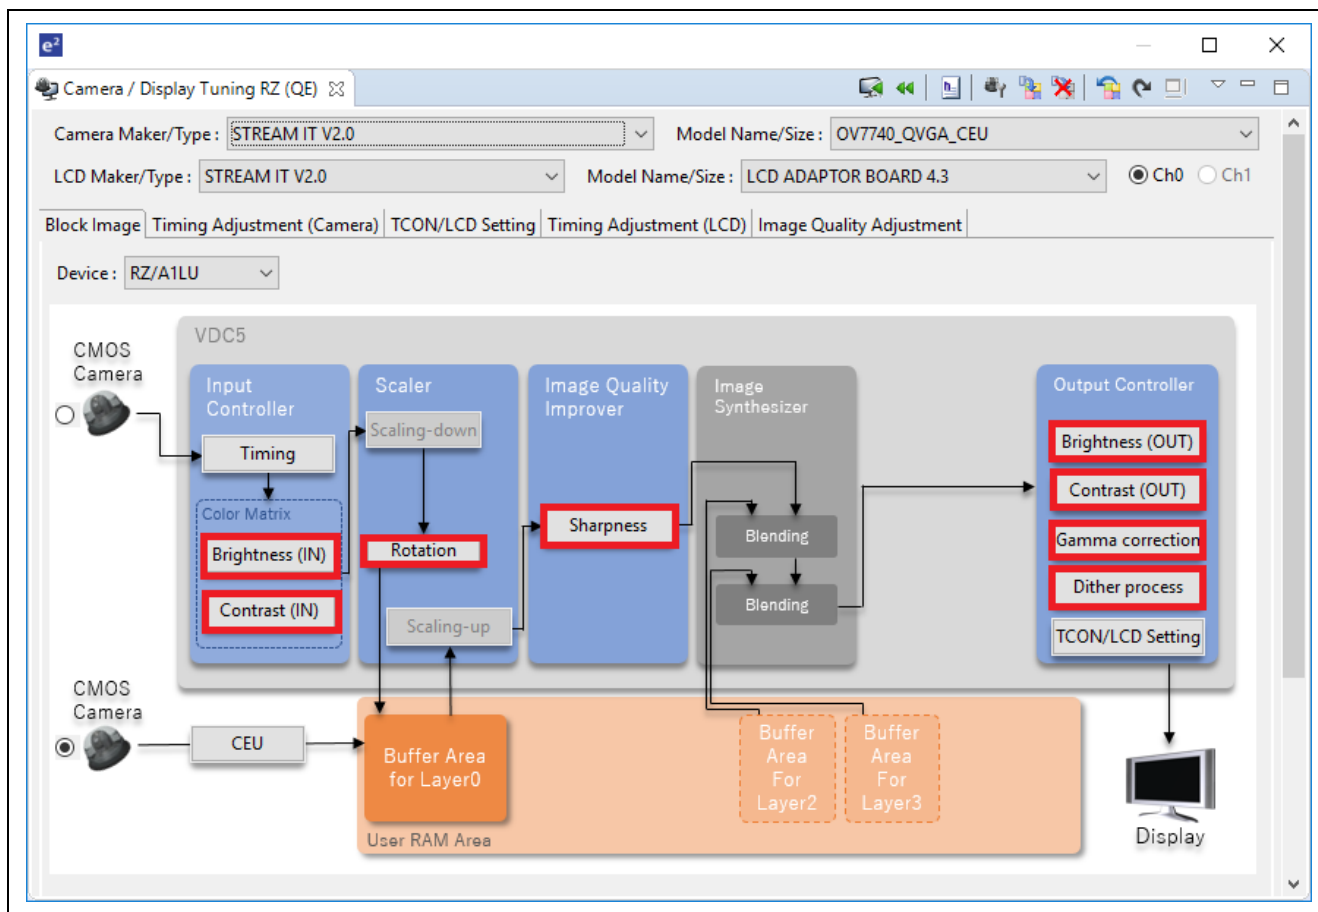 e²
Camera / Display Tuning RZ (QE)
Camera Maker/Type : STREAM IT V2.0 Model Name/Size : OV7740_QVGA_CEU
LCD Maker/Type : STREAM IT V2.0 Model Name/Size : LCD ADAPTOR BOARD 4.3 Ch0 Ch1
Block Image Timing Adjustment (Camera) TCON/LCD Setting Timing Adjustment (LCD) Image Quality Adjustment
Device : RZ/A1LU
VDC5
CMOS
Camera
Input
Controller
Timing
Color Matrix
Brightness (IN)
Contrast (IN)
Scaler
Scaling-down
Rotation
Scaling-up
Image Quality
Improver
Sharpness
Image
Synthesizer
Blending
Blending
Output Controller
Brightness (OUT)
Contrast (OUT)
Gamma correction
Dither process
TCON/LCD Setting
CMOS
Camera
CEU
Buffer Area
for Layer0
User RAM Area
Buffer
Area
For
Layer2
Buffer
Area
For
Layer3
Display